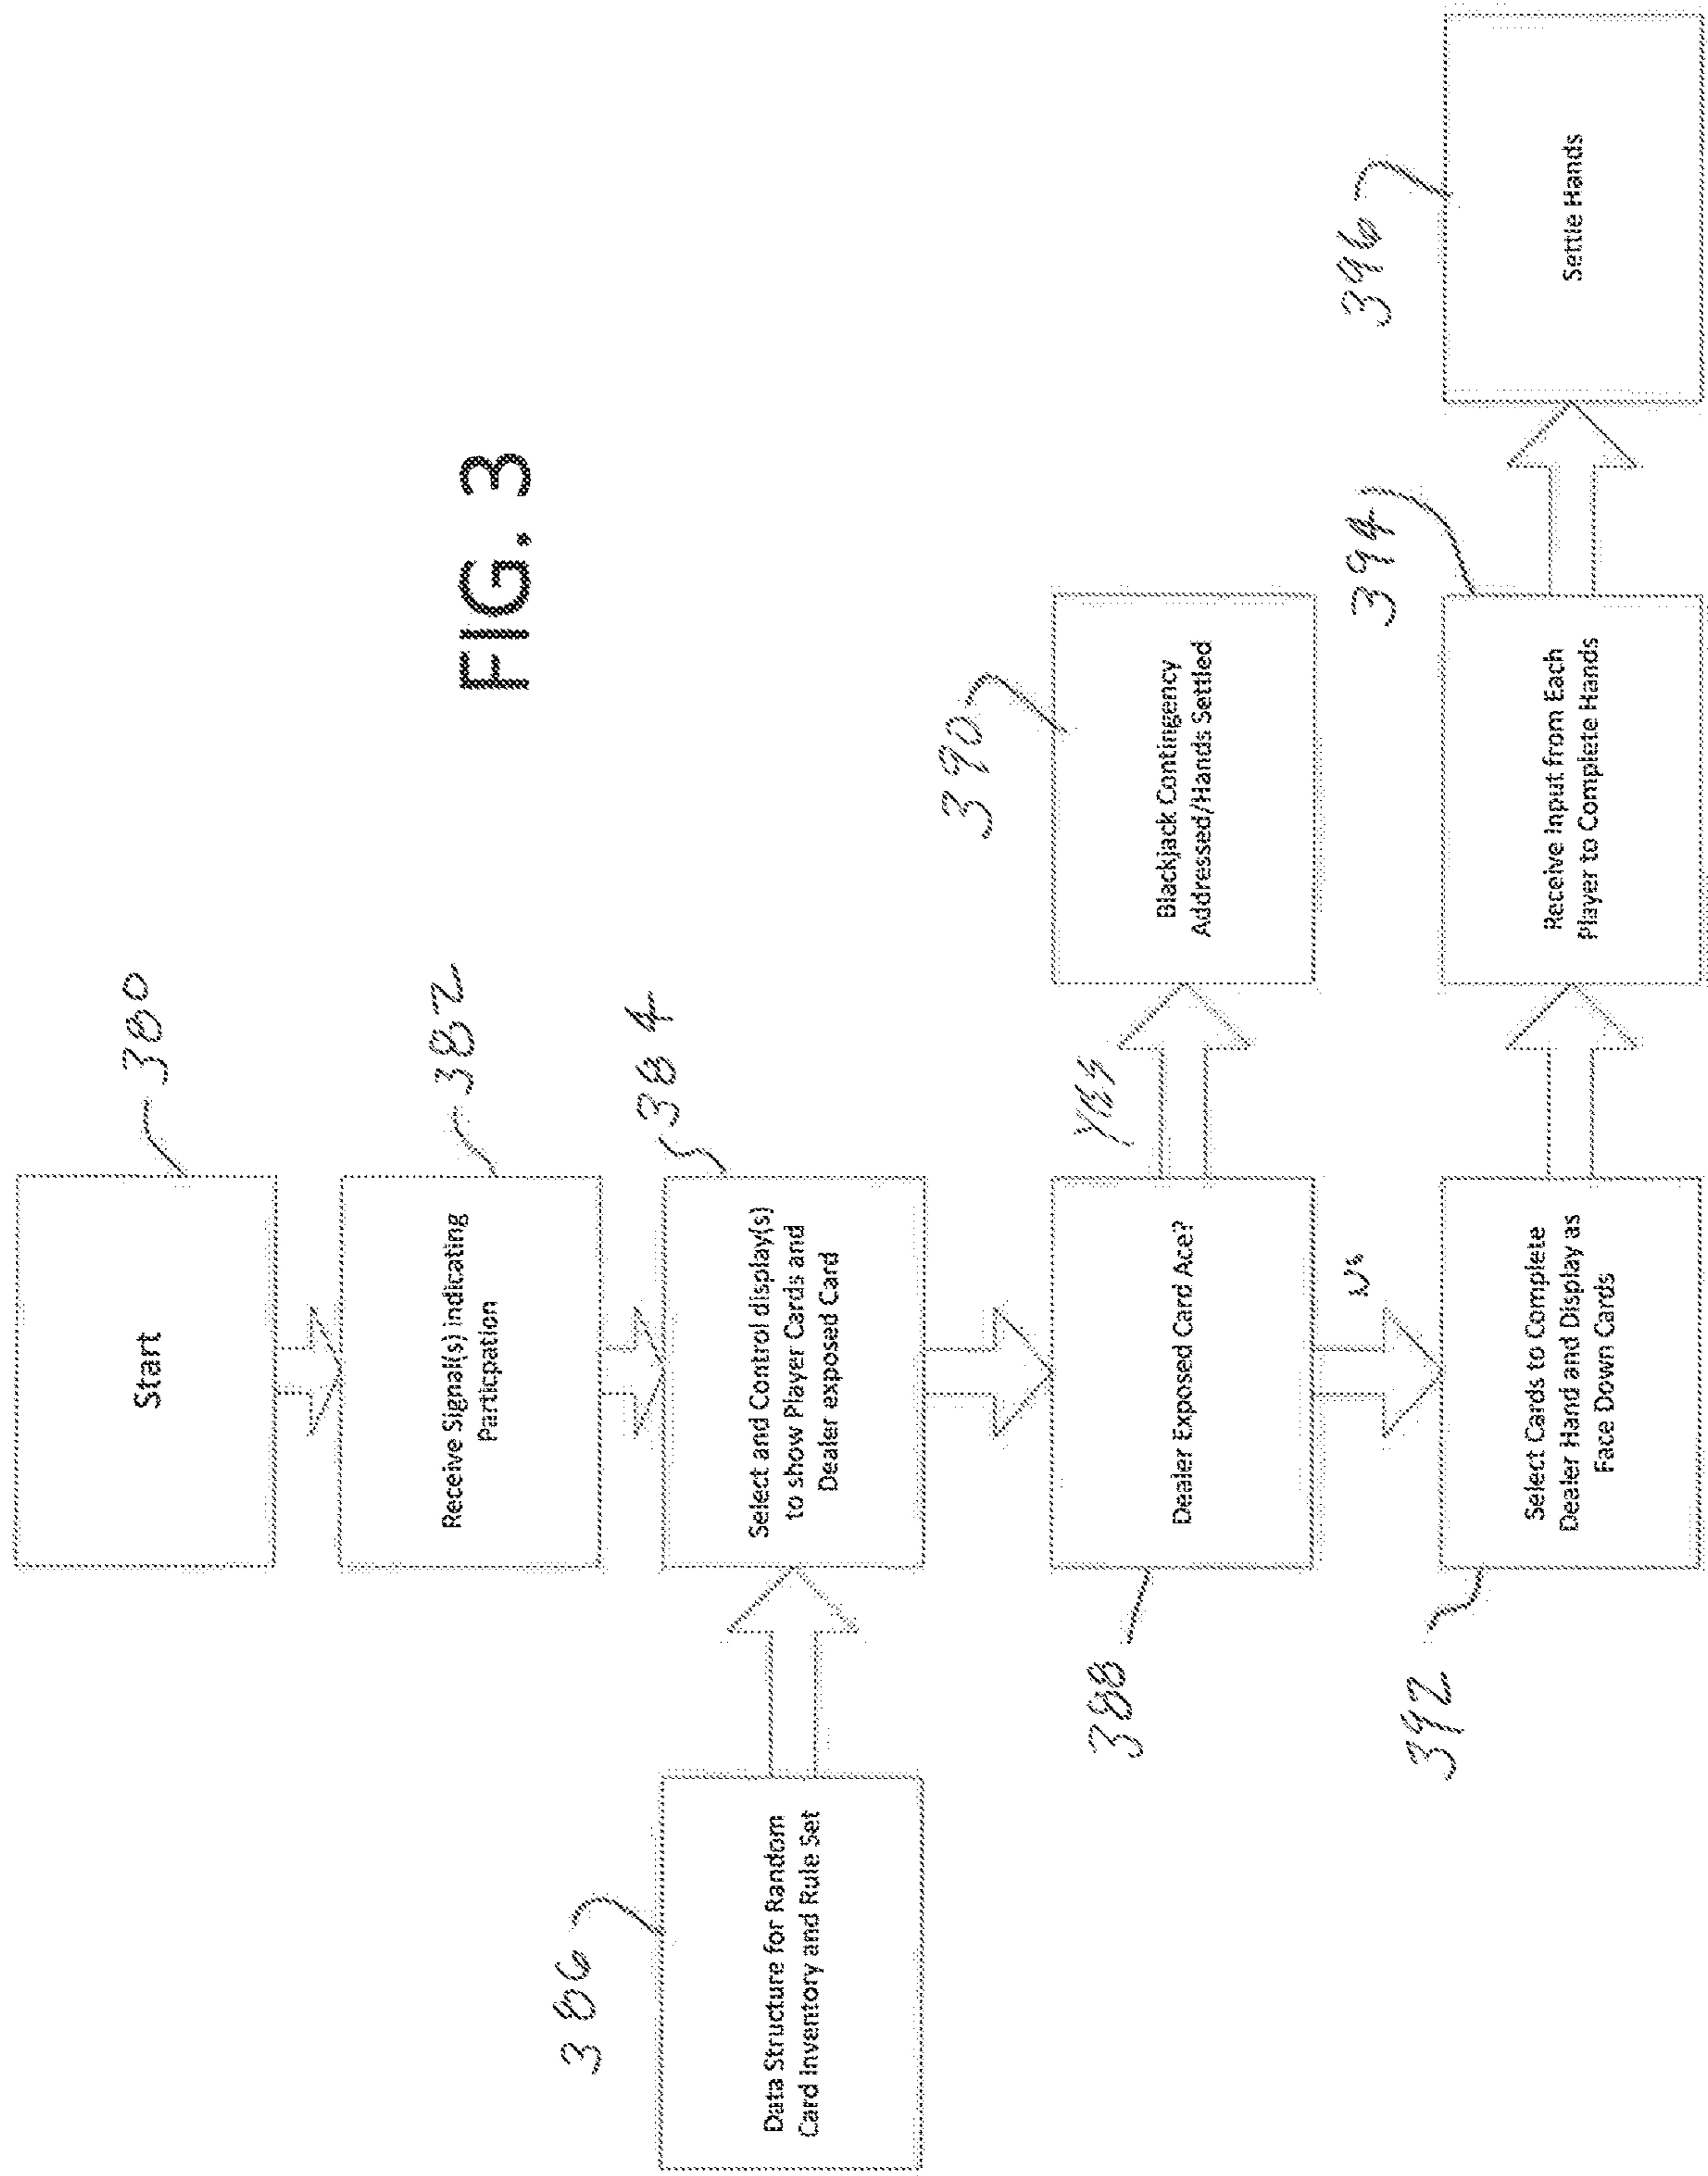 FIG. 3
380
Start
382
Receive Signal(s) indicating
Particpation
384
Select and Control display(s)
to show Player Cards and
Dealer exposed Card
386
Data Structure for Random
Card Inventory and Rule Set
388
Dealer Exposed Card Ace?
Yes
390
Blackjack Contingency
Addressed/Hands Settled
392
Select Cards to Complete
Dealer Hand and Display as
Face Down Cards
394
Receive Input from Each
Player to Complete Hands
396
Settle Hands